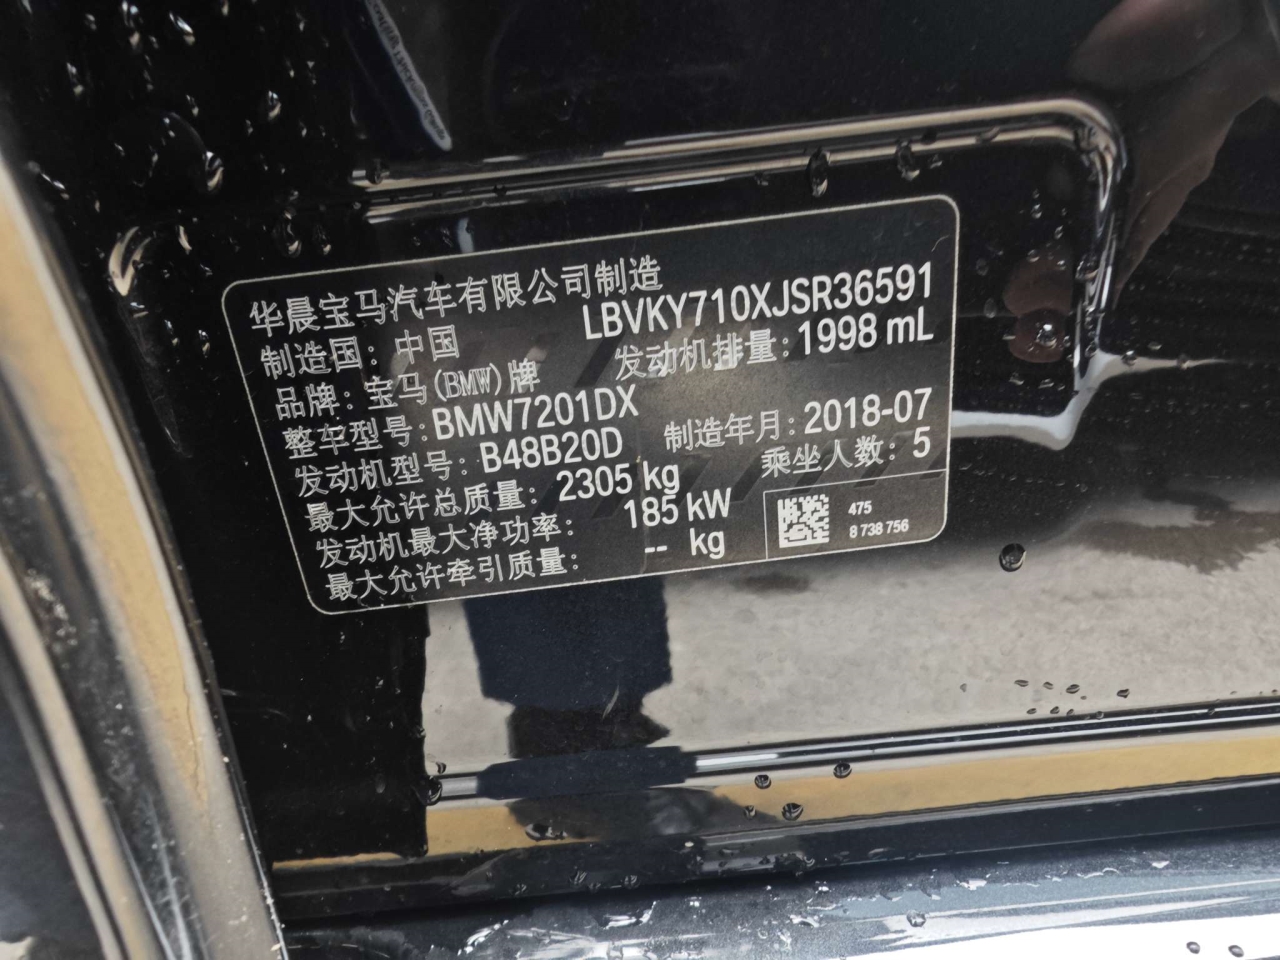 华晨宝马汽车有限公司制造
制造国：中国 LBVKY710XJSR36591
品牌：宝马(BMW)牌 发动机排量：1998 mL
整车型号：BMW7201DX
发动机型号：B48B20D 制造年月：2018-07
最大允许总质量：2305 kg 乘坐人数：5
发动机最大净功率：185 kW
最大允许牵引质量：-- kg
475
8 738 756